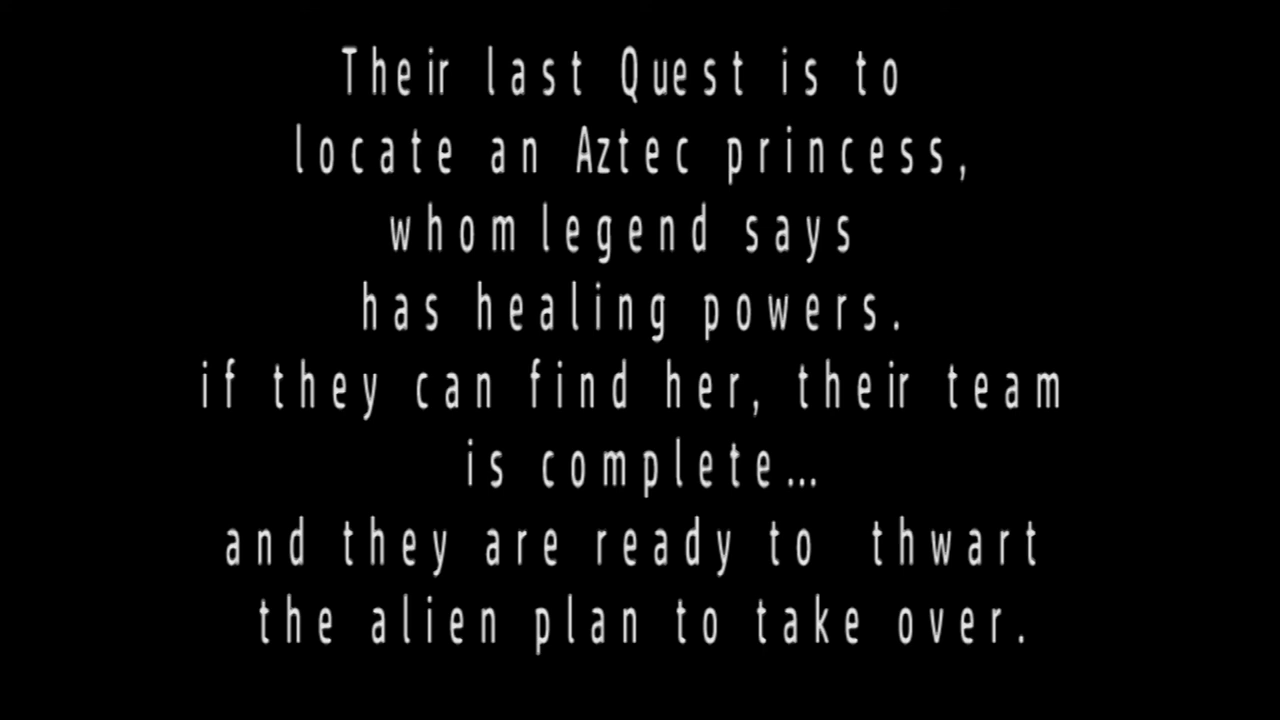 Their last Quest is to
locate an Aztec princess,
whom legend says
has healing powers.
if they can find her, their team
is complete...
and they are ready to thwart
the alien plan to take over.